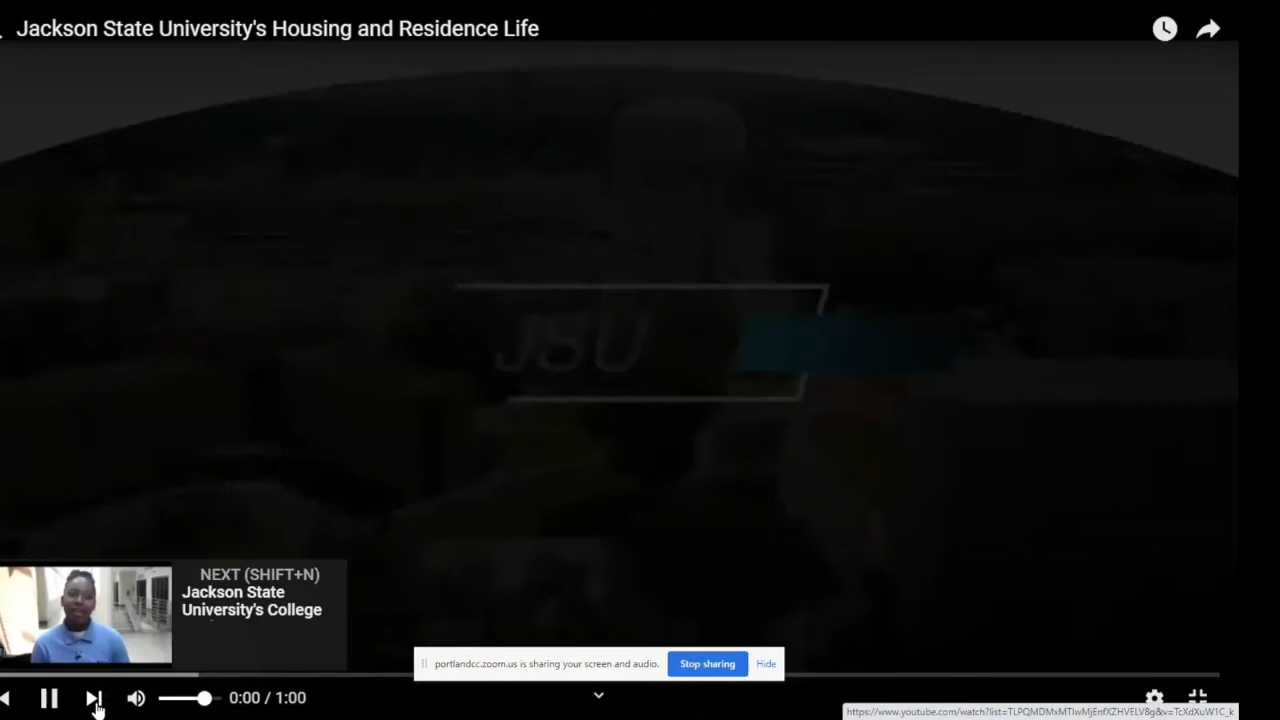 Jackson State University's Housing and Residence Life
JSU
NEXT (SHIFT+N)
Jackson State
University's College
portlandcc.zoom.us is sharing your screen and audio.
Stop sharing
Hide
0:00 / 1:00